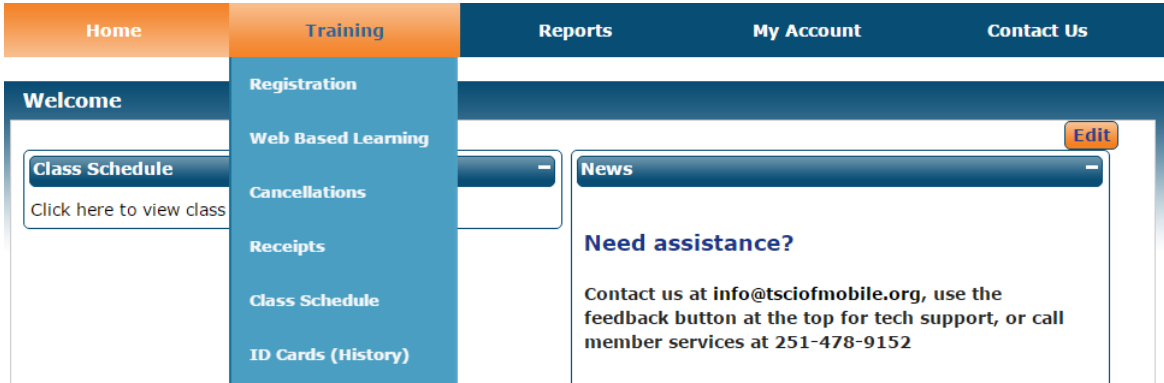 Home Training Reports My Account Contact Us
Registration
Web Based Learning
Cancellations
Receipts
Class Schedule
ID Cards (History)
Welcome
Edit
Class Schedule
Click here to view class
News
Need assistance?
Contact us at info@tsciofmobile.org, use the
feedback button at the top for tech support, or call
member services at 251-478-9152